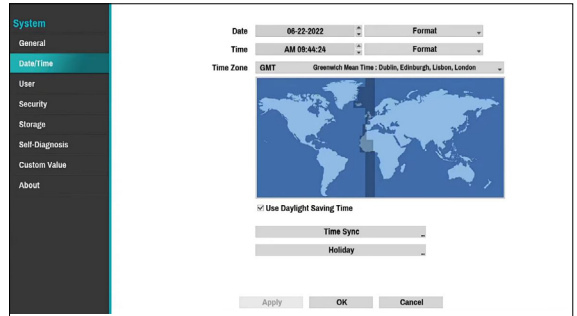 System
General
Date/Time
User
Security
Storage
Self-Diagnosis
Custom Value
About
Date 06-22-2022 Format
Time AM 09:44:24 Format
Time Zone GMT Greenwich Mean Time : Dublin, Edinburgh, Lisbon, London
Use Daylight Saving Time
Time Sync ...
Holiday ...
Apply OK Cancel